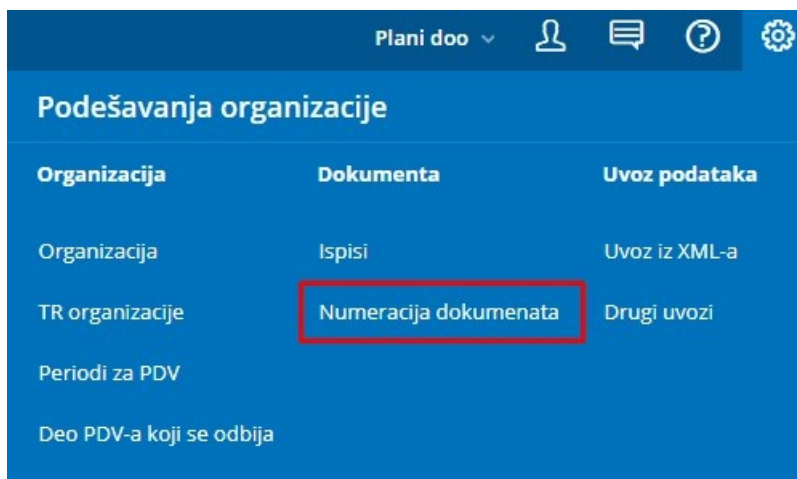 Plani doo
Podešavanja organizacije
Organizacija Dokumenta Uvoz podataka
Organizacija Ispisi Uvoz iz XML-a
TR organizacije Numeracija dokumenata Drugi uvozi
Periodi za PDV
Deo PDV-a koji se odbija